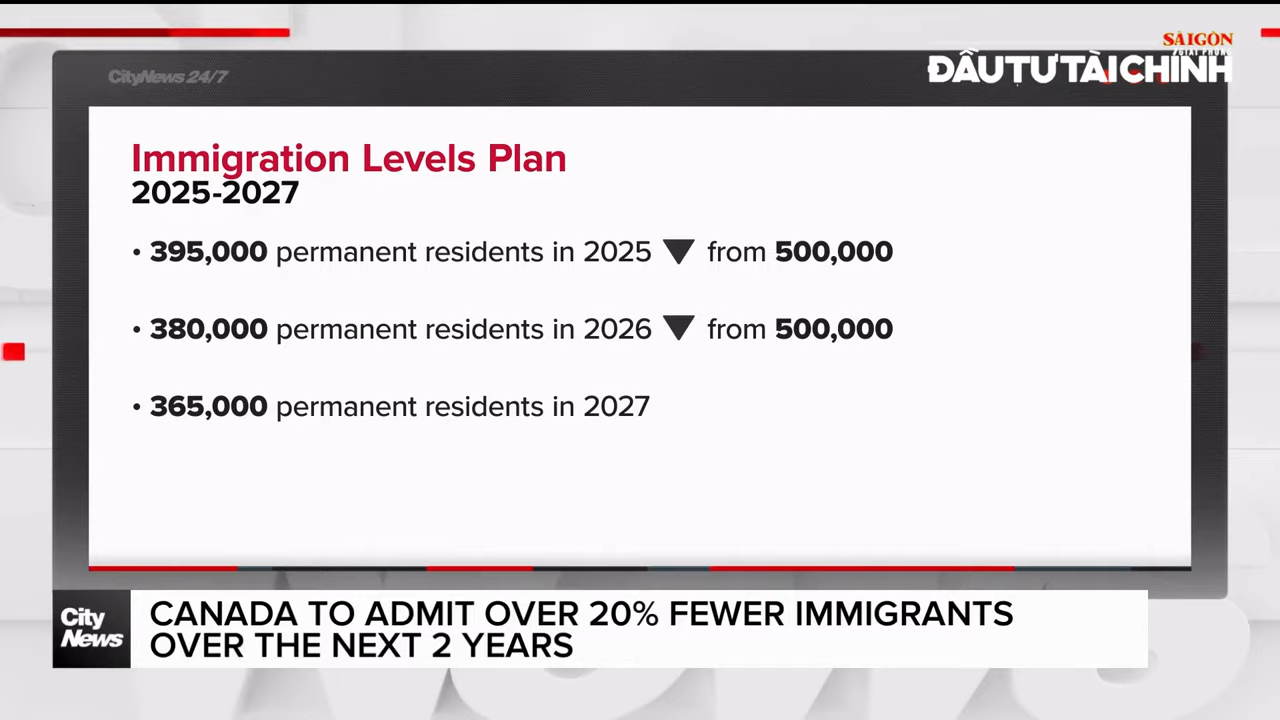 SÀIGÒN
CityNews 24/7
ĐẦU TƯ TÀI CHÍNH
Immigration Levels Plan
2025-2027
• 395,000 permanent residents in 2025 ▼ from 500,000
• 380,000 permanent residents in 2026 ▼ from 500,000
• 365,000 permanent residents in 2027
City
News
CANADA TO ADMIT OVER 20% FEWER IMMIGRANTS
OVER THE NEXT 2 YEARS